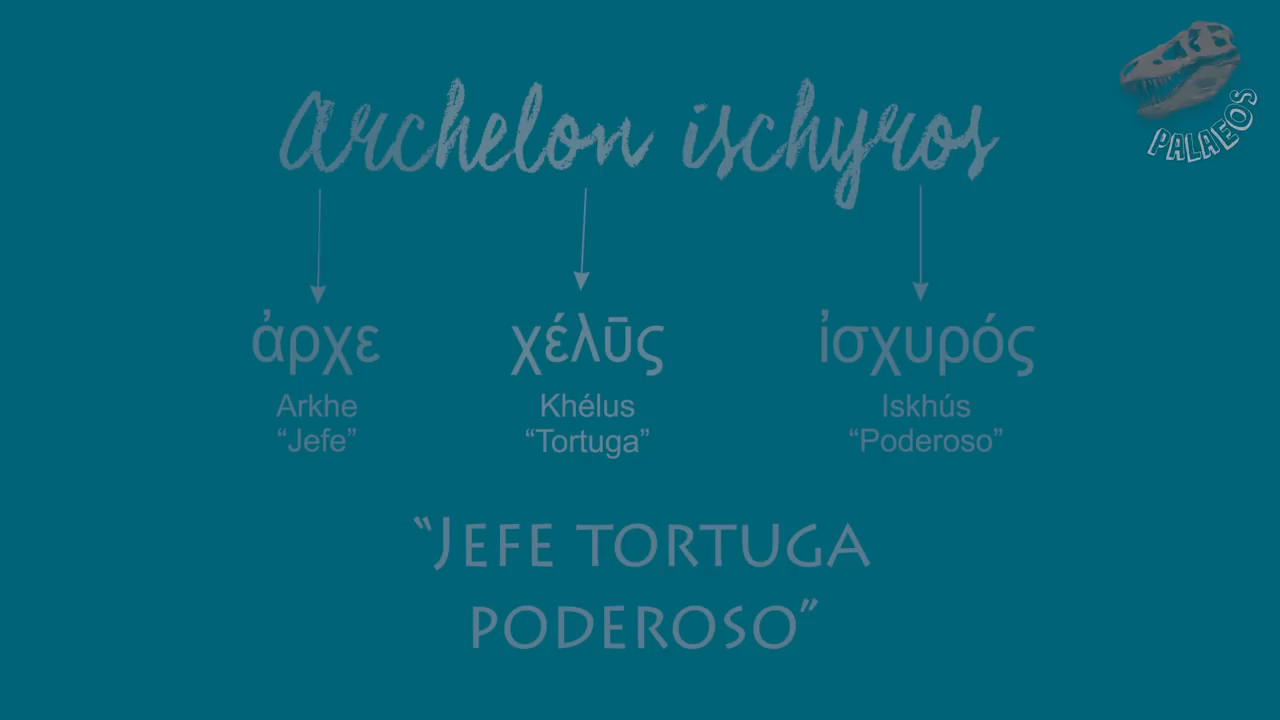 Archelon ischyros
PALAEOS
ἀρχε χέλῡς ἰσχυρός
Arkhe Khélus Iskhús
“Jefe” “Tortuga” “Poderoso”
“JEFE TORTUGA
PODEROSO”